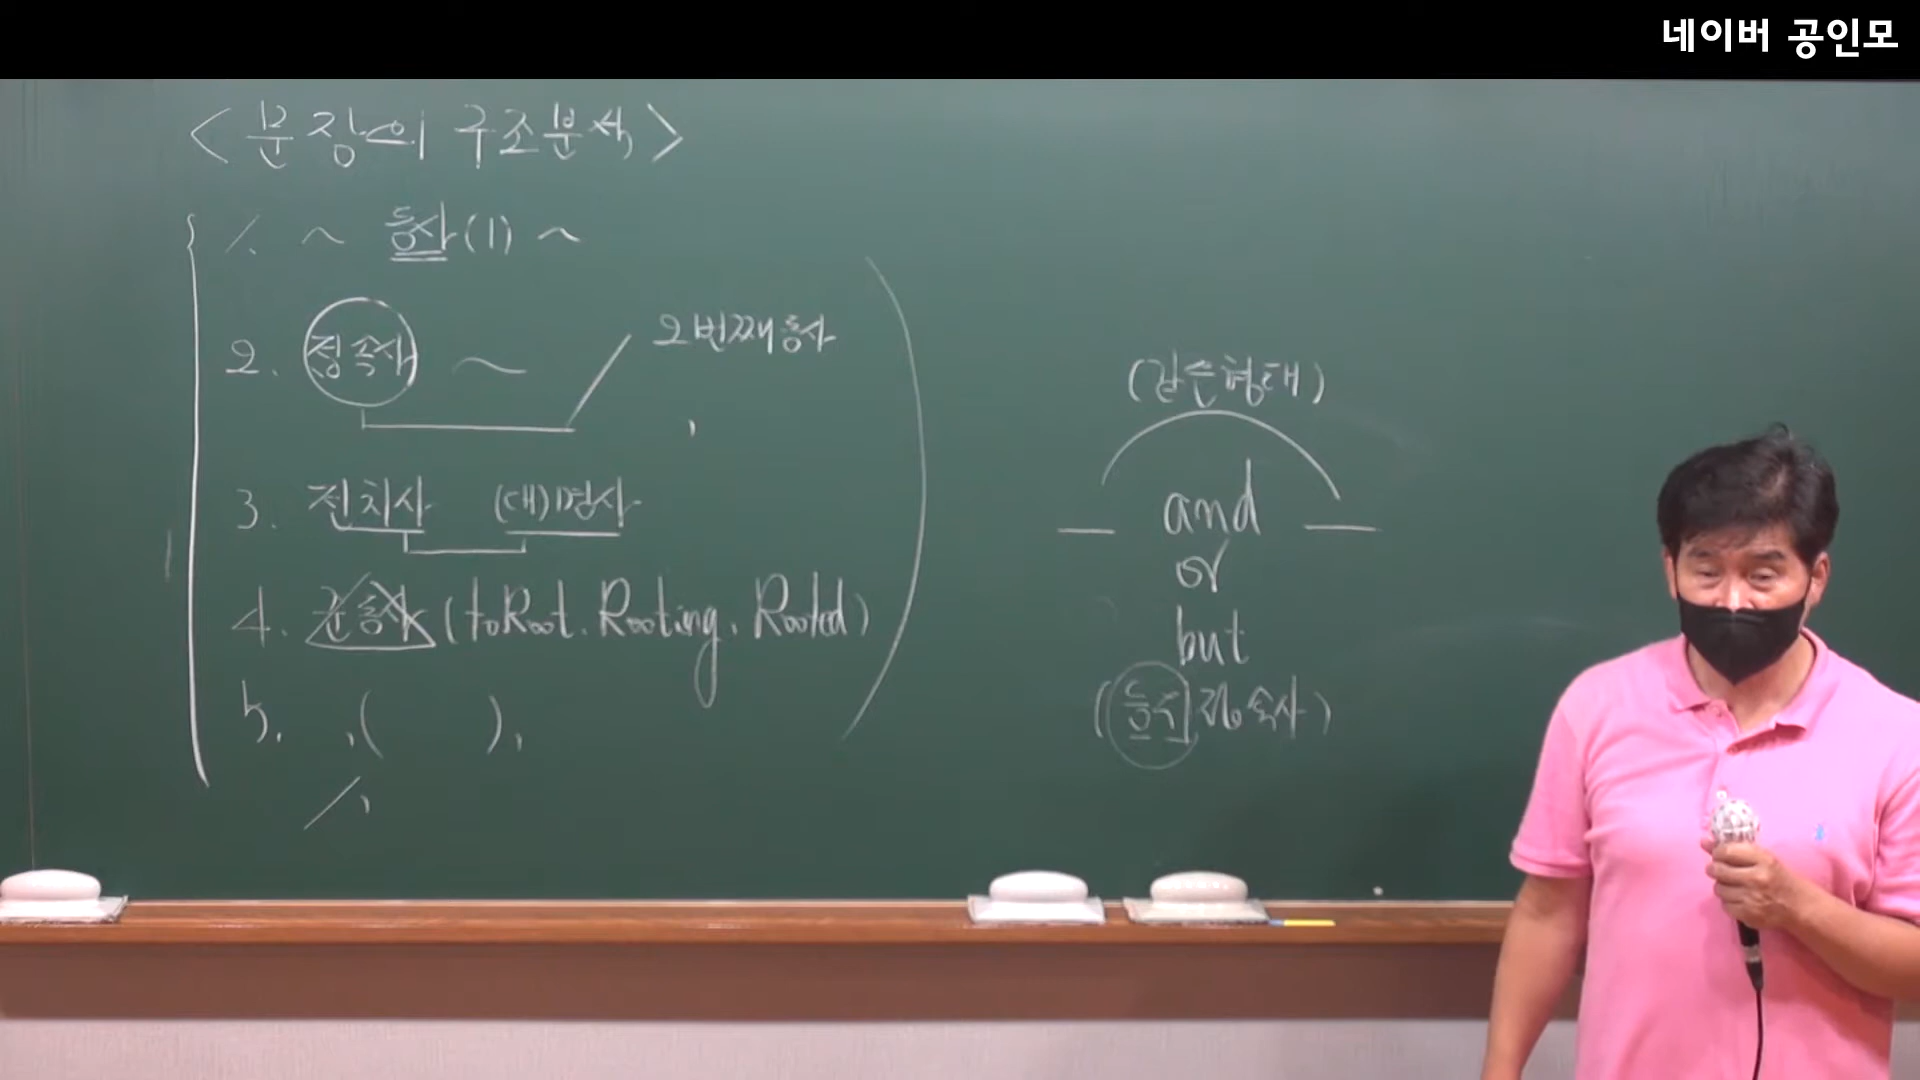 네이버 공인모
<문장의 구조분석>
1. ~ 동사(1) ~
2. 접속사 ~ 2번째 동사
3. 전치사 (대)명사
4. 준동사 (to Root. Rooting, Rooted)
5. ,( ),
(같은형태)
and
or
but
(등위접속사)